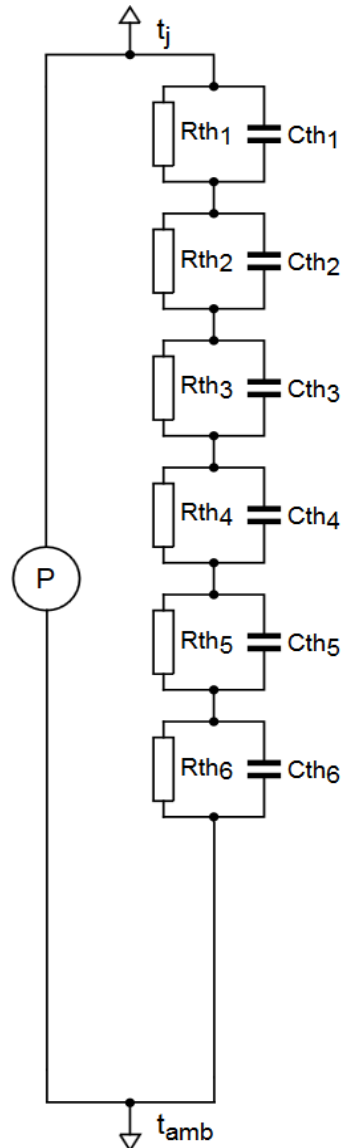 tj
Rth1 Cth1
Rth2 Cth2
Rth3 Cth3
Rth4 Cth4
P
Rth5 Cth5
Rth6 Cth6
tamb